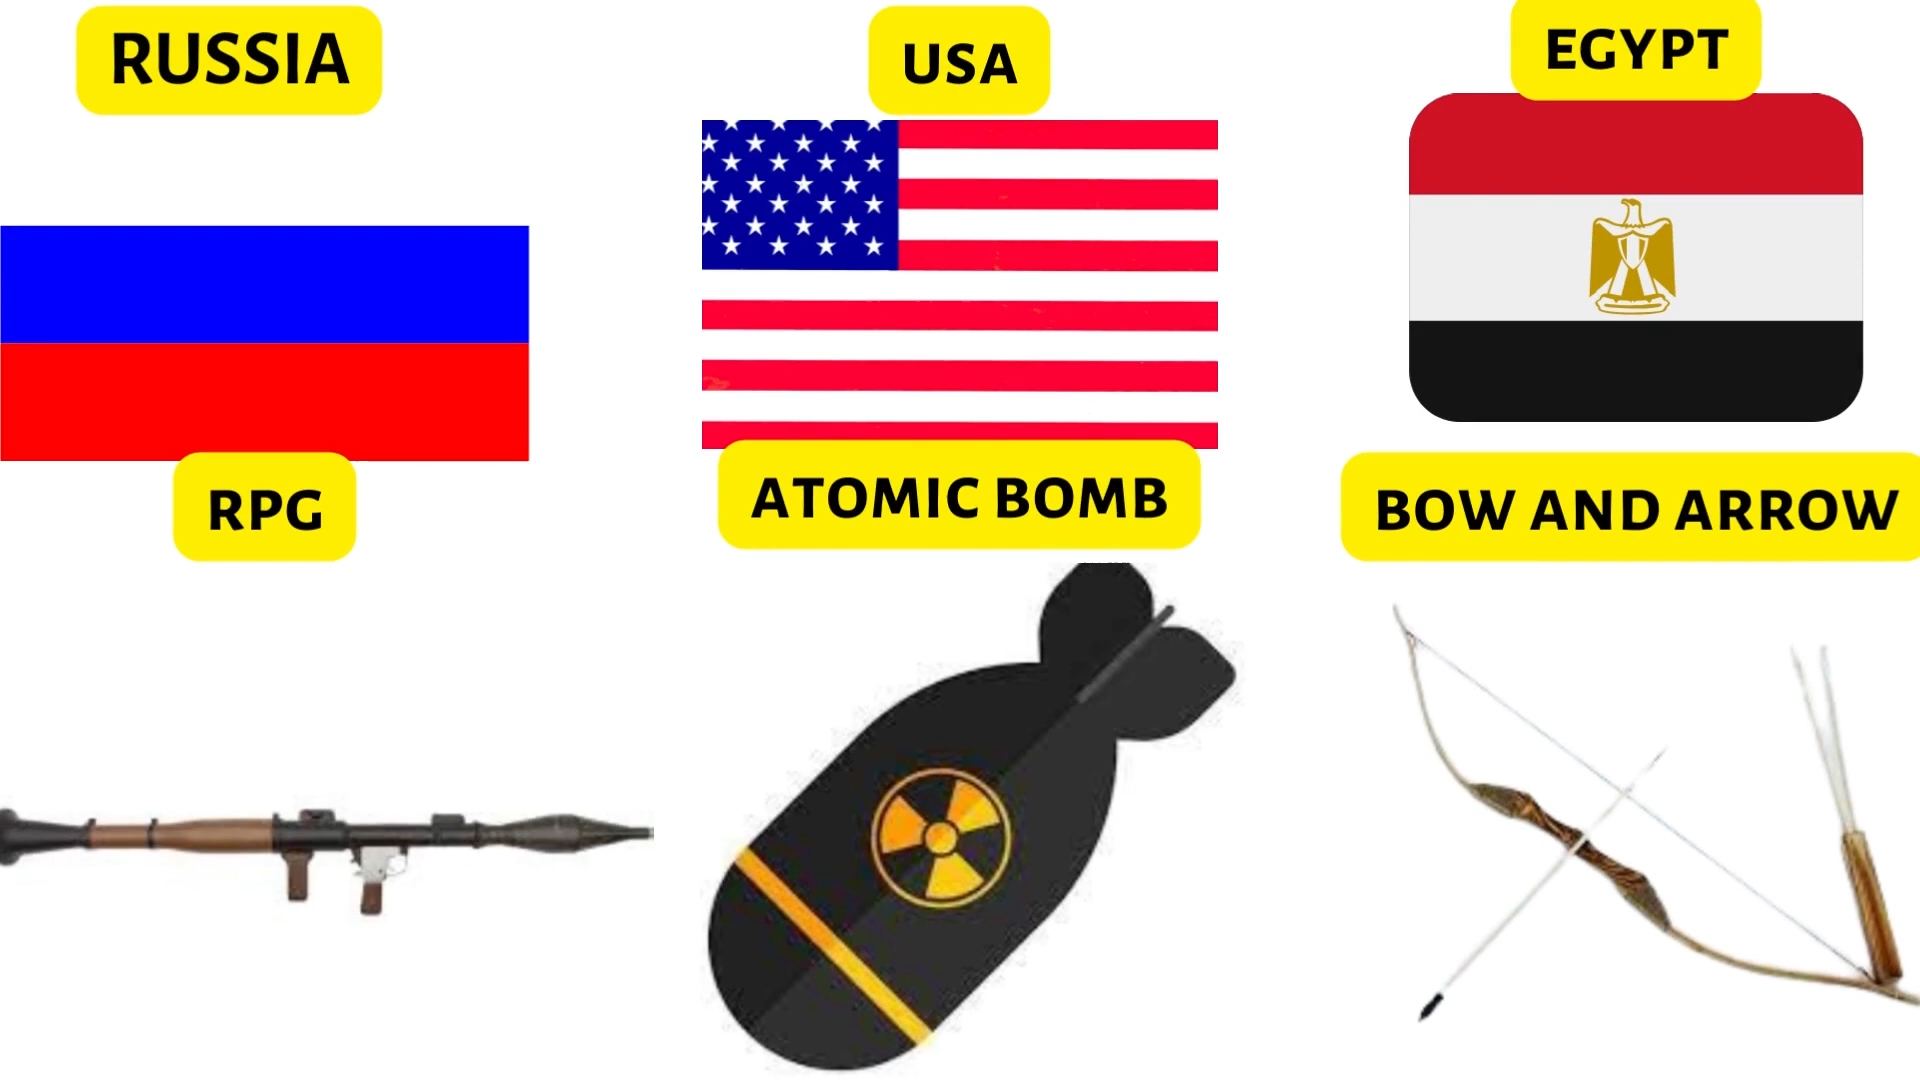 RUSSIA
USA
EGYPT
RPG
ATOMIC BOMB
BOW AND ARROW